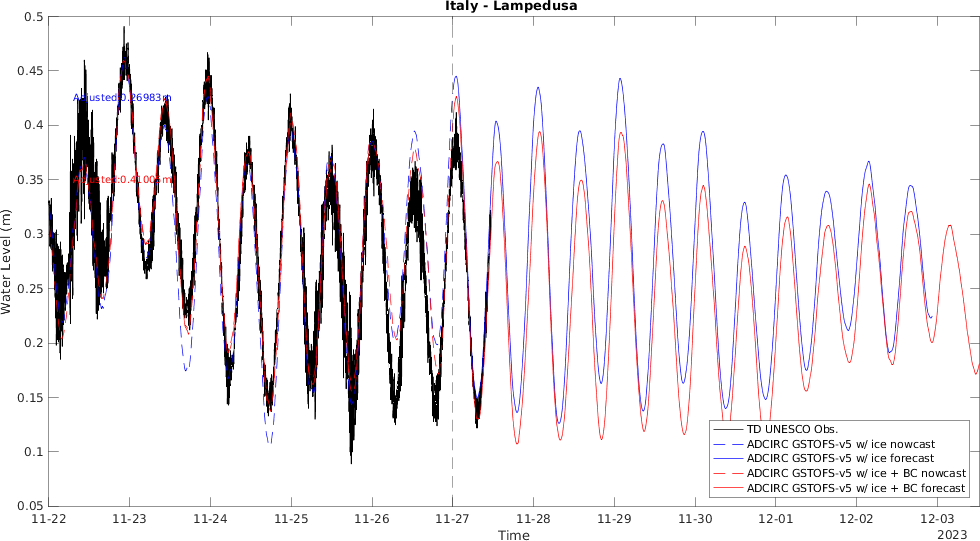 Italy - Lampedusa
0.5
0.45
0.4
0.35
0.3
0.25
0.2
0.15
0.1
0.05
Water Level (m)
Adjusted:0.26983m
Adjusted:0.41005m
TD UNESCO Obs.
ADCIRC GSTOFS-v5 w/ ice nowcast
ADCIRC GSTOFS-v5 w/ ice forecast
ADCIRC GSTOFS-v5 w/ ice + BC nowcast
ADCIRC GSTOFS-v5 w/ ice + BC forecast
11-22 11-23 11-24 11-25 11-26 11-27 11-28 11-29 11-30 12-01 12-02 12-03
Time
2023